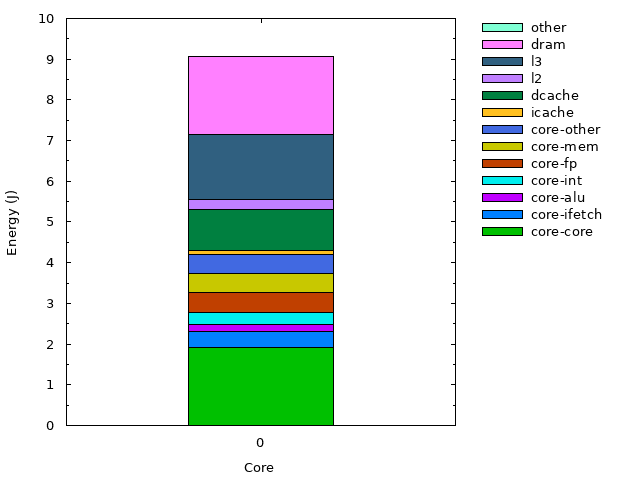 10
9
8
7
6
5
4
3
2
1
0
Energy (J)
0
Core
other
dram
l3
l2
dcache
icache
core-other
core-mem
core-fp
core-int
core-alu
core-ifetch
core-core